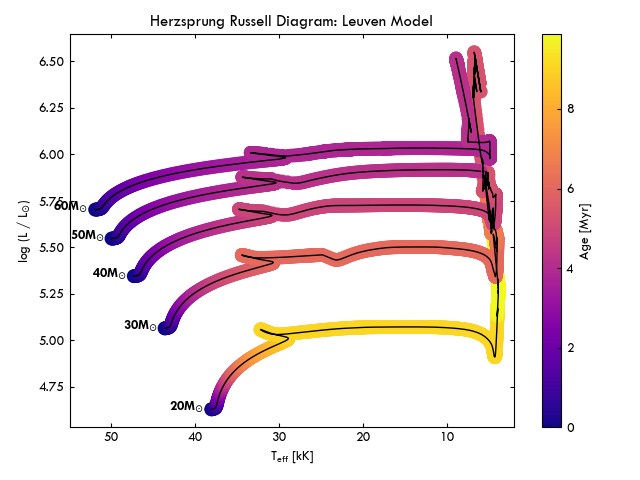 Herzsprung Russell Diagram: Leuven Model
6.50
6.25
6.00
5.75
5.50
5.25
5.00
4.75
log (L / L☉)
60M☉
50M☉
40M☉
30M☉
20M☉
50
40
30
20
10
T_eff [kK]
8
6
4
2
0
Age [Myr]